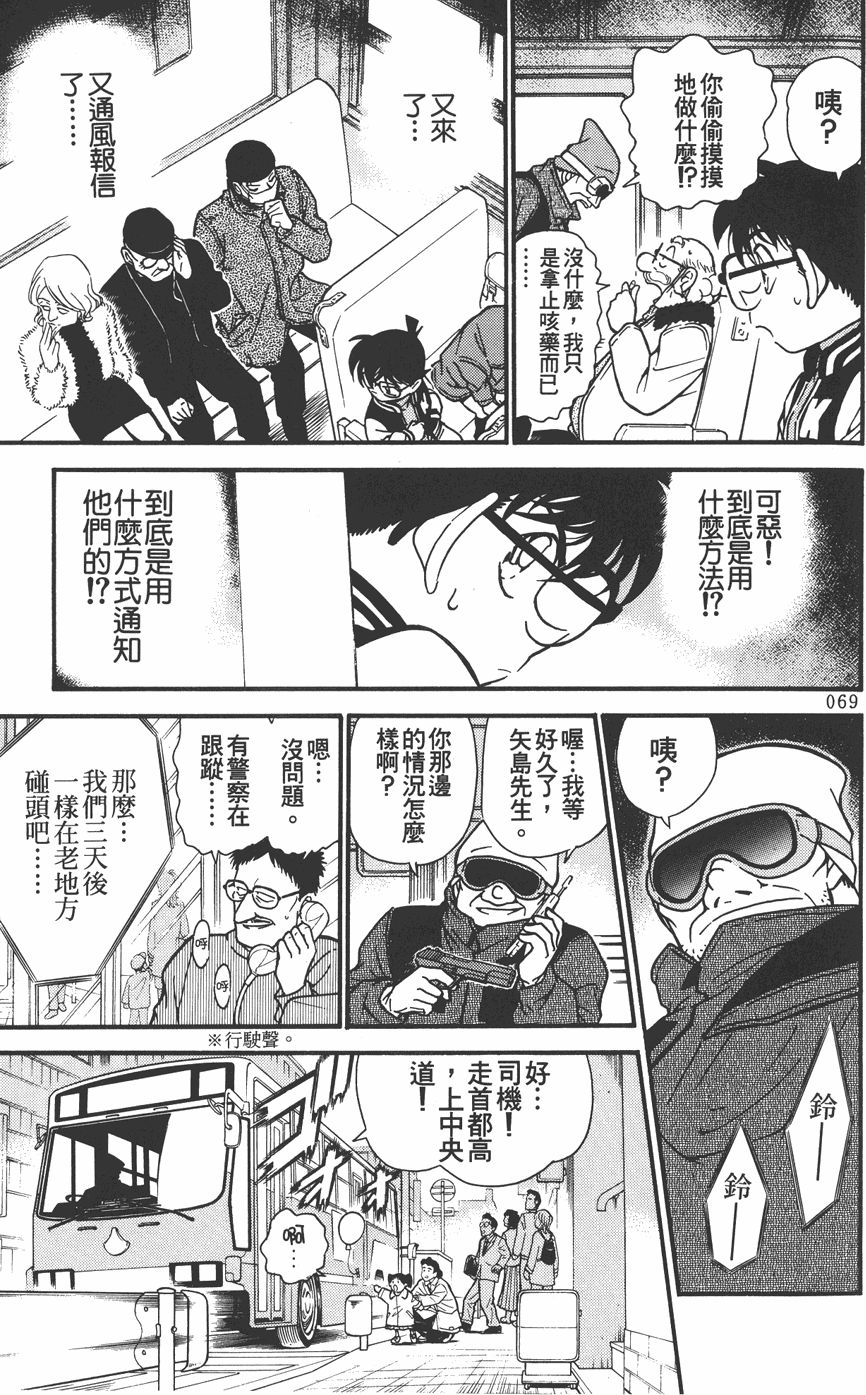 咦？
你偷偷摸摸
地做什麼!?
沒什麼，我只
是拿止咳藥而已
……
又來
了…
又通風報信
了……
可惡！
到底是用
什麼方法!?
到底是用
什麼方式通知
他們的!?
069
咦？
鈴—
鈴—
喔…我等
好久了，
矢島先生。
你那邊
的情況怎麼
樣啊？
嗯…
沒問題。
有警察在
跟蹤……
呼
呼
那麼…
我們三天後
一樣在老地方
碰頭吧……
※行駛聲。
好…
司機！
走首都高
，上中央
道！
啊…